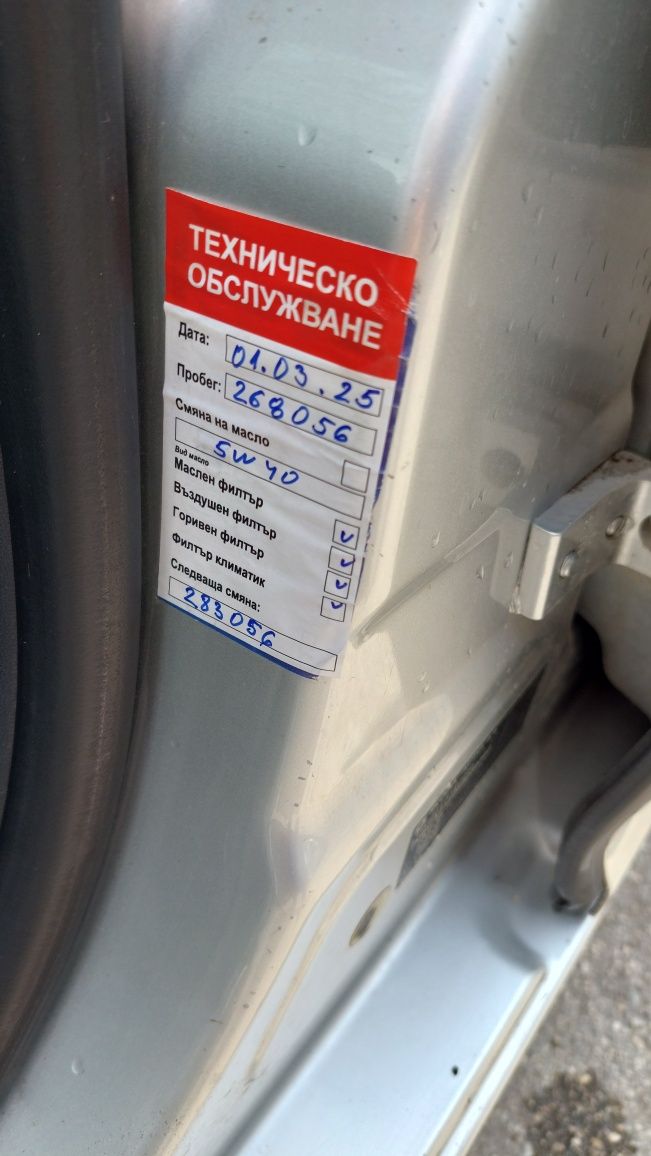 ТЕХНИЧЕСКО
ОБСЛУЖВАНЕ
Дата: 01.03.25
Пробег: 268056
Смяна на масло
5W40
Вид масло
Маслен филтър
Въздушен филтър
Горивен филтър
Филтър климатик
Следваща смяна:
283056